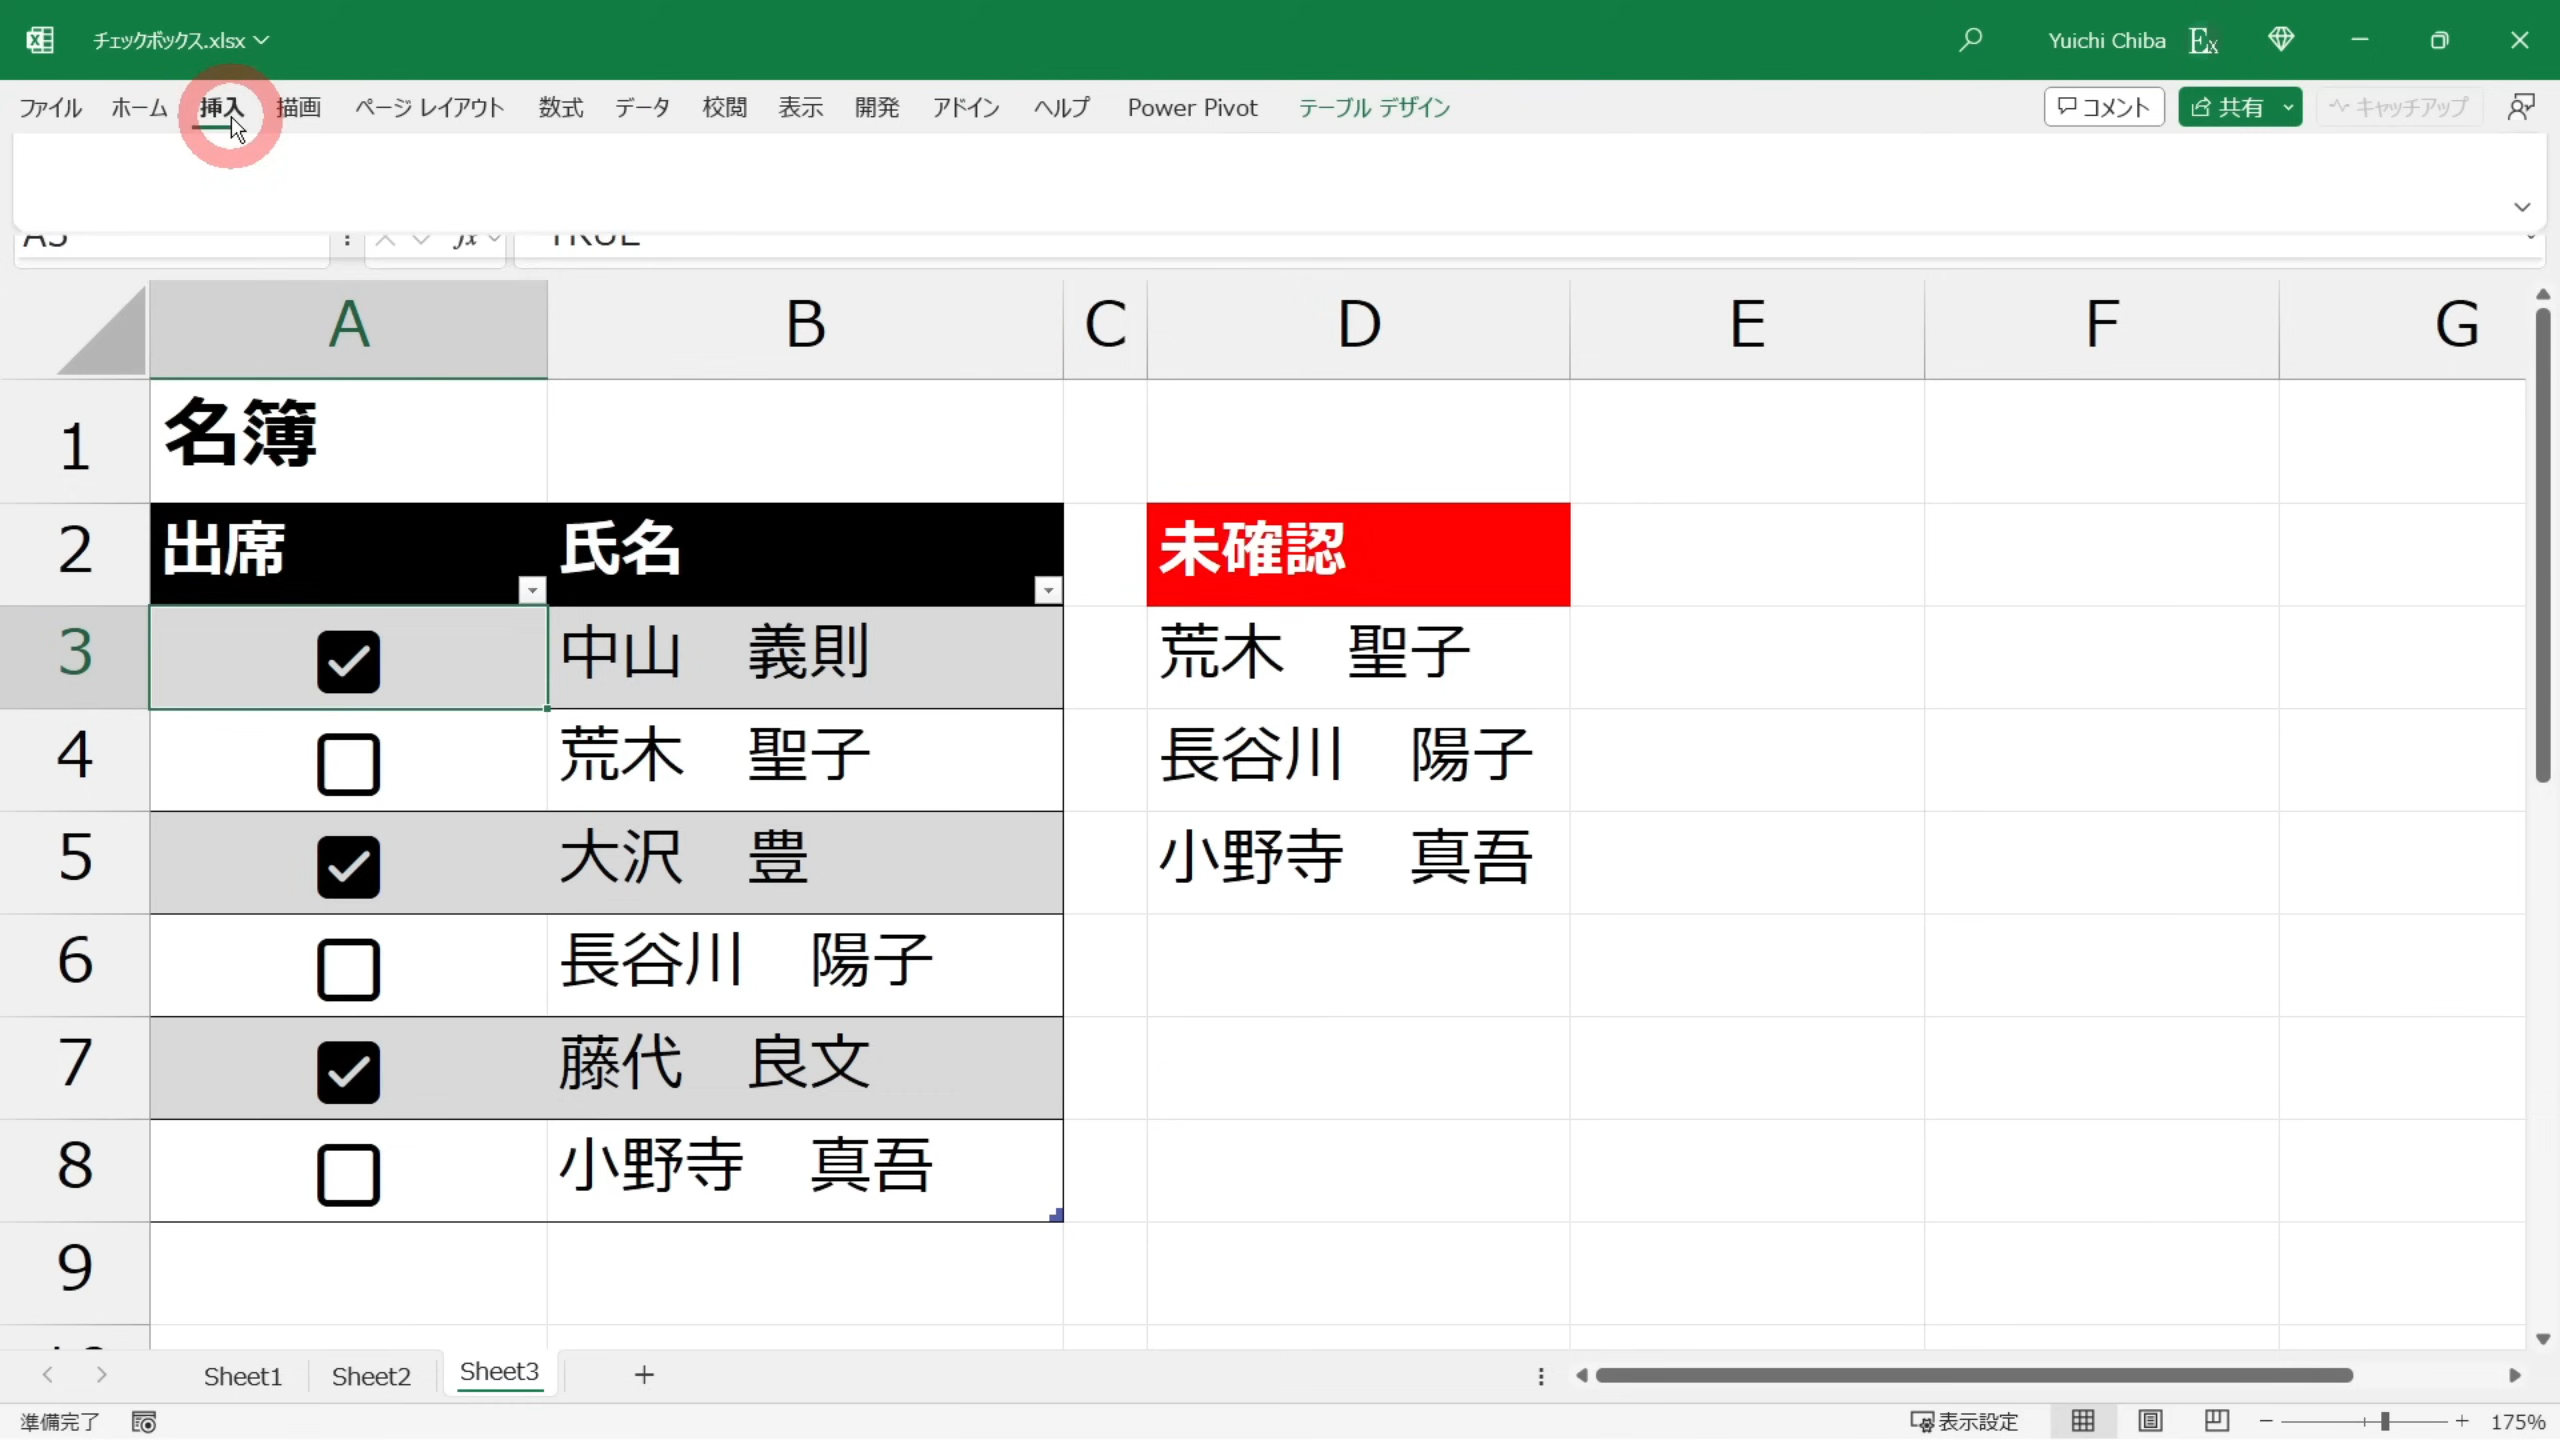 チェックボックス.xlsx
Yuichi Chiba
Ex
ファイル ホーム 挿入 描画 ページ レイアウト 数式 データ 校閲 表示 開発 アドイン ヘルプ Power Pivot テーブル デザイン コメント 共有 キャッチアップ
A3 fx TRUE
A B C D E F G
1 名簿
2 出席 氏名 未確認
3 中山　義則 荒木　聖子
4 荒木　聖子 長谷川　陽子
5 大沢　豊 小野寺　真吾
6 長谷川　陽子
7 藤代　良文
8 小野寺　真吾
9
Sheet1 Sheet2 Sheet3
準備完了 表示設定 175%